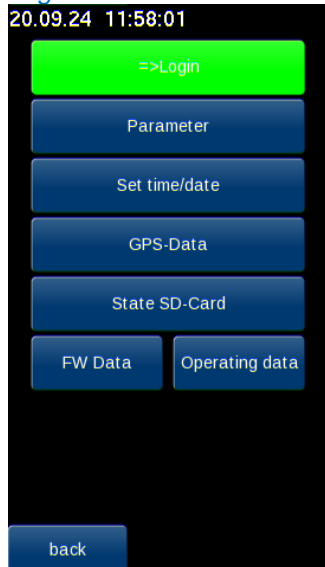 20.09.24 11:58:01
=>Login
Parameter
Set time/date
GPS-Data
State SD-Card
FW Data
Operating data
back